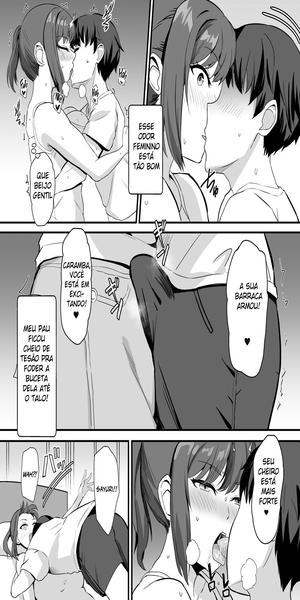 ESSE
ODOR
FEMININO
ESTÁ
TÃO BOM
QUE
BEIJO
GENTIL
CARAMBA,
VOCÊ
ESTÁ EM
EXCI-
TANDO!
♥
A SUA
BARRACA
ARMOU!
♥
MEU PAU
FICOU
CHEIO DE
TESÃO PRA
FODER A
BUCETA
DELA ATÉ
O TALO!
SEU
CHEIRO
ESTÁ
MAIS
FORTE
♥
SAYURI!!
WAH?!